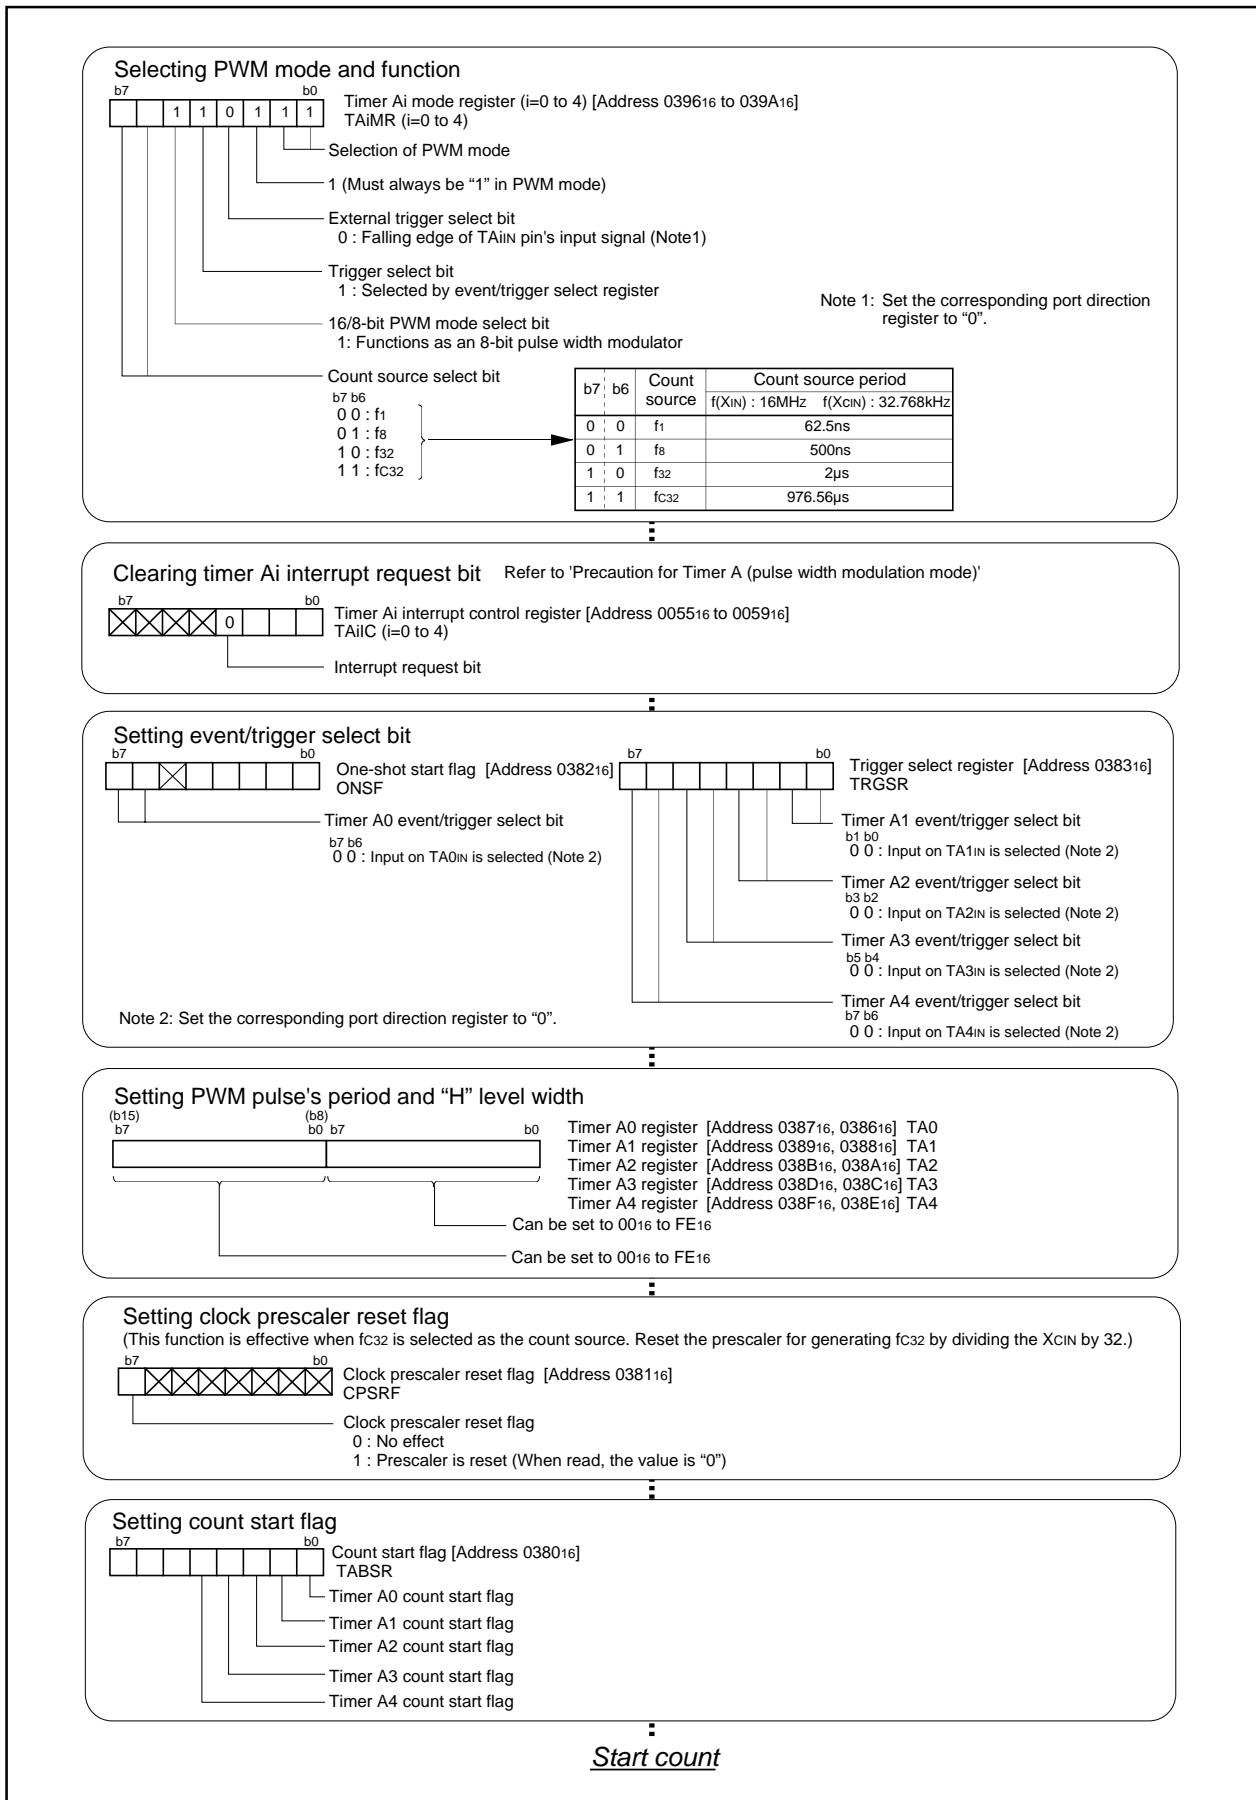 Selecting PWM mode and function
b7 b0
1 1 0 1 1 1
Timer Ai mode register (i=0 to 4) [Address 039616 to 039A16]
TAiMR (i=0 to 4)
Selection of PWM mode
1 (Must always be “1” in PWM mode)
External trigger select bit
0 : Falling edge of TAiIN pin's input signal (Note1)
Trigger select bit
1 : Selected by event/trigger select register
Note 1: Set the corresponding port direction
register to “0”.
16/8-bit PWM mode select bit
1: Functions as an 8-bit pulse width modulator
Count source select bit
b7 b6
0 0 : f1
0 1 : f8
1 0 : f32
1 1 : fC32
b7 b6 Count source Count source period
f(XIN) : 16MHZ f(XCIN) : 32.768kHZ
0 0 f1 62.5ns
0 1 f8 500ns
1 0 f32 2µs
1 1 fC32 976.56µs
Clearing timer Ai interrupt request bit Refer to 'Precaution for Timer A (pulse width modulation mode)'
b7 b0
0
Timer Ai interrupt control register [Address 005516 to 005916]
TAiIC (i=0 to 4)
Interrupt request bit
Setting event/trigger select bit
b7 b0
One-shot start flag [Address 038216]
ONSF
Timer A0 event/trigger select bit
b7 b6
0 0 : Input on TA0IN is selected (Note 2)
b7 b0
Trigger select register [Address 038316]
TRGSR
Timer A1 event/trigger select bit
b1 b0
0 0 : Input on TA1IN is selected (Note 2)
Timer A2 event/trigger select bit
b3 b2
0 0 : Input on TA2IN is selected (Note 2)
Timer A3 event/trigger select bit
b5 b4
0 0 : Input on TA3IN is selected (Note 2)
Timer A4 event/trigger select bit
b7 b6
0 0 : Input on TA4IN is selected (Note 2)
Note 2: Set the corresponding port direction register to “0”.
Setting PWM pulse's period and “H” level width
(b15) (b8)
b7 b0 b7 b0
Timer A0 register [Address 038716, 038616] TA0
Timer A1 register [Address 038916, 038816] TA1
Timer A2 register [Address 038B16, 038A16] TA2
Timer A3 register [Address 038D16, 038C16] TA3
Timer A4 register [Address 038F16, 038E16] TA4
Can be set to 0016 to FE16
Can be set to 0016 to FE16
Setting clock prescaler reset flag
(This function is effective when fC32 is selected as the count source. Reset the prescaler for generating fC32 by dividing the XCIN by 32.)
b7 b0
Clock prescaler reset flag [Address 038116]
CPSRF
Clock prescaler reset flag
0 : No effect
1 : Prescaler is reset (When read, the value is “0”)
Setting count start flag
b7 b0
Count start flag [Address 038016]
TABSR
Timer A0 count start flag
Timer A1 count start flag
Timer A2 count start flag
Timer A3 count start flag
Timer A4 count start flag
Start count